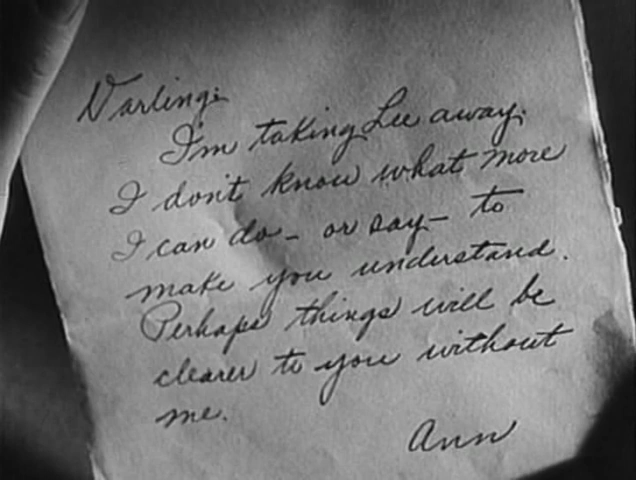 Darling:
I'm taking Lee away.
I don't know what more
I can do - or say - to
make you understand.
Perhaps things will be
clearer to you without
me.
Ann